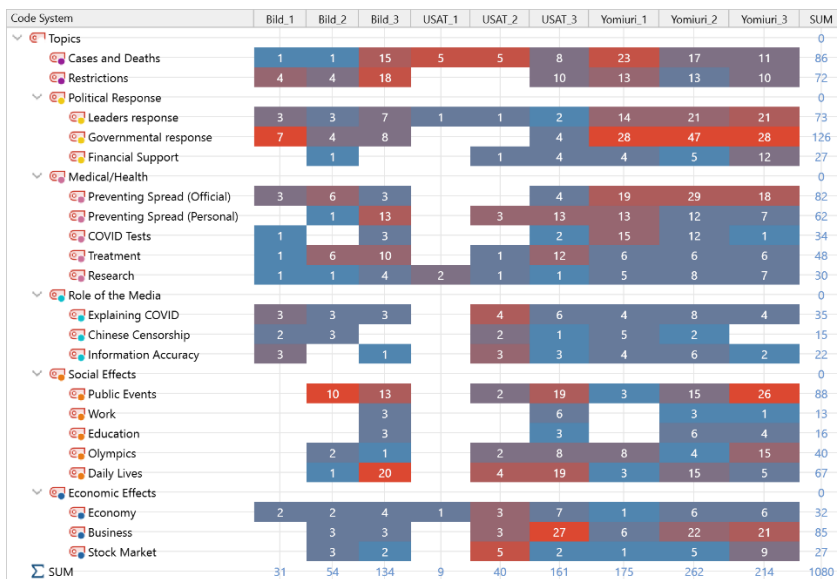 Code System Bild_1 Bild_2 Bild_3 USAT_1 USAT_2 USAT_3 Yomiuri_1 Yomiuri_2 Yomiuri_3 SUM
Topics 0
Cases and Deaths 1 1 15 5 5 8 23 17 11 86
Restrictions 4 4 18 10 13 13 10 72
Political Response 0
Leaders response 3 3 7 1 1 2 14 21 21 73
Governmental response 7 4 8 4 28 47 28 126
Financial Support 1 1 4 4 5 12 27
Medical/Health 0
Preventing Spread (Official) 3 6 3 4 19 29 18 82
Preventing Spread (Personal) 1 13 3 13 13 12 7 62
COVID Tests 1 3 2 15 12 1 34
Treatment 1 6 10 1 12 6 6 6 48
Research 1 1 4 2 1 1 5 8 7 30
Role of the Media 0
Explaining COVID 3 3 3 4 6 4 8 4 35
Chinese Censorship 2 3 2 1 5 2 15
Information Accuracy 3 1 3 3 4 6 2 22
Social Effects 0
Public Events 10 13 2 19 3 15 26 88
Work 3 6 3 1 13
Education 3 3 6 4 16
Olympics 2 1 2 8 8 4 15 40
Daily Lives 1 20 4 19 3 15 5 67
Economic Effects 0
Economy 2 2 4 1 3 7 1 6 6 32
Business 3 3 3 27 6 22 21 85
Stock Market 3 2 5 2 1 5 9 27
Σ SUM 31 54 134 9 40 161 175 262 214 1080